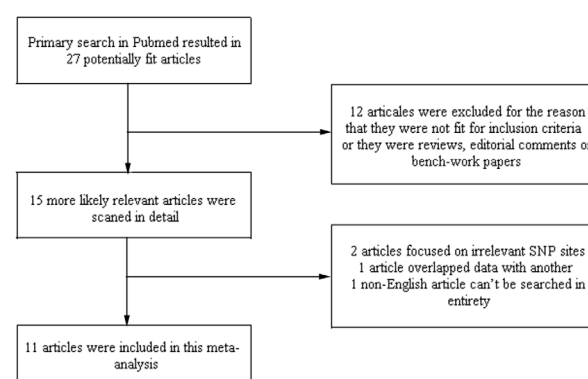 Primary search in Pubmed resulted in
27 potentially fit articles
12 articales were excluded for the reason
that they were not fit for inclusion criteria
or they were reviews, editorial comments o
bench-work papers
15 more likely relevant articles were
scaned in detail
2 articles focused on irrelevant SNP sites
1 article overlapped data with another
1 non-English article can't be searched in
entirety
11 articles were included in this meta-
analysis